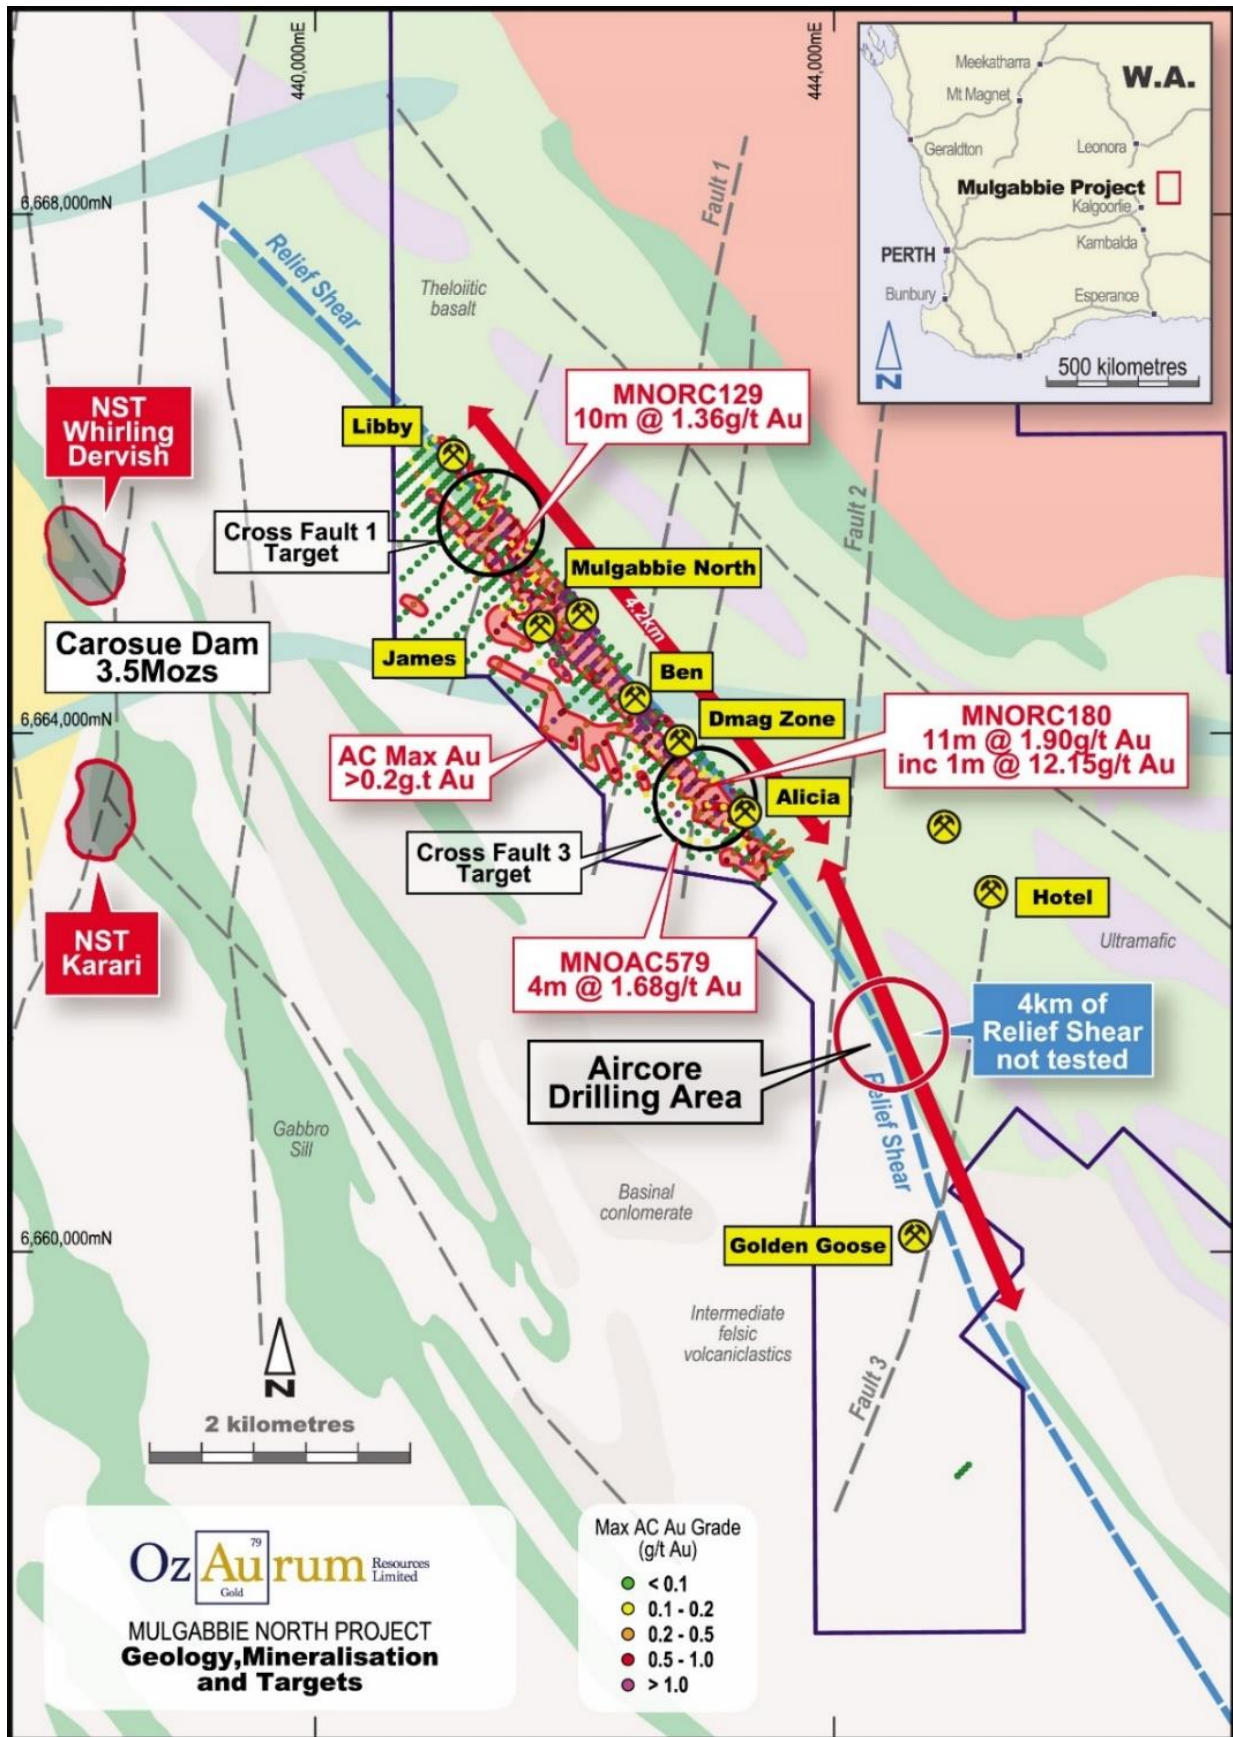 440,000mE
444,000mE
Meekatharra
W.A.
Mt Magnet
Geraldton
Leonora
Mulgabbie Project
Kalgoorlie
PERTH
Kambalda
Bunbury
Esperance
N
500 kilometres
6,668,000mN
Fault 1
Relief Shear
Theloiitic
basalt
NST
Whirling
Dervish
MNORC129
10m @ 1.36g/t Au
Libby
Fault 2
Cross Fault 1
Target
Mulgabbie North
4.2km
Carosue Dam
3.5Mozs
James
Ben
6,664,000mN
Dmag Zone
MNORC180
11m @ 1.90g/t Au
inc 1m @ 12.15g/t Au
AC Max Au
>0.2g.t Au
Alicia
Cross Fault 3
Target
Hotel
NST
Karari
Ultramafic
MNOAC579
4m @ 1.68g/t Au
4km of
Relief Shear
not tested
Aircore
Drilling Area
Relief Shear
Gabbro
Sill
Basinal
conlomerate
6,660,000mN
Golden Goose
Intermediate
felsic
volcaniclastics
Fault 3
N
2 kilometres
Oz
79
Au
Gold
rum
Resources
Limited
MULGABBIE NORTH PROJECT
Geology,Mineralisation
and Targets
Max AC Au Grade
(g/t Au)
< 0.1
0.1 - 0.2
0.2 - 0.5
0.5 - 1.0
> 1.0